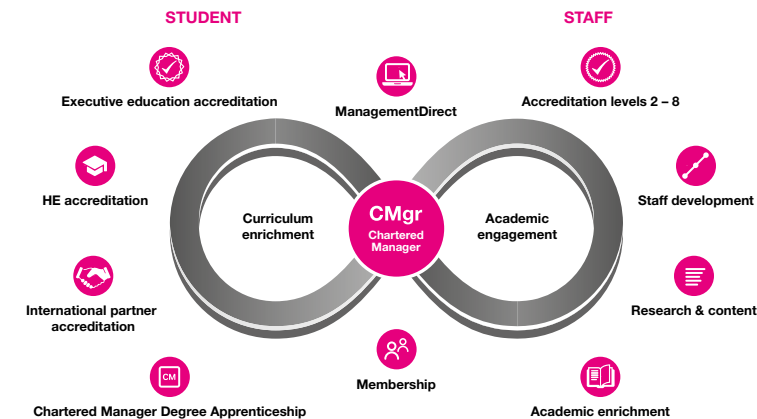 STUDENT
STAFF
Executive education accreditation
ManagementDirect
Accreditation levels 2 – 8
HE accreditation
Curriculum
enrichment
CMgr
Chartered
Manager
Academic
engagement
Staff development
International partner
accreditation
Research & content
CM
Chartered Manager Degree Apprenticeship
Membership
Academic enrichment